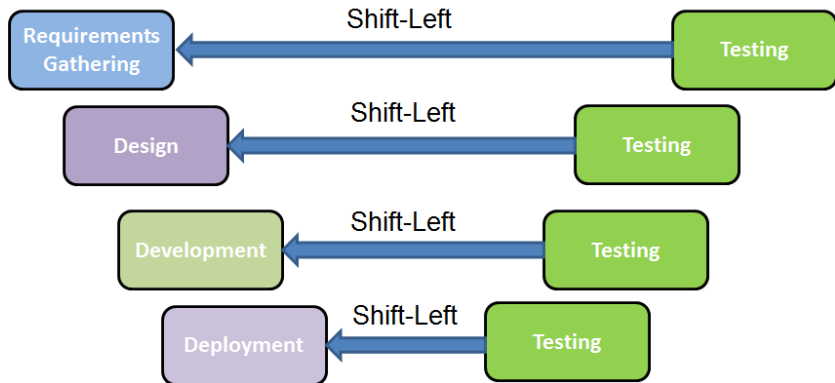 Shift-Left
Requirements
Gathering
Testing
Shift-Left
Design
Testing
Shift-Left
Development
Testing
Shift-Left
Deployment
Testing